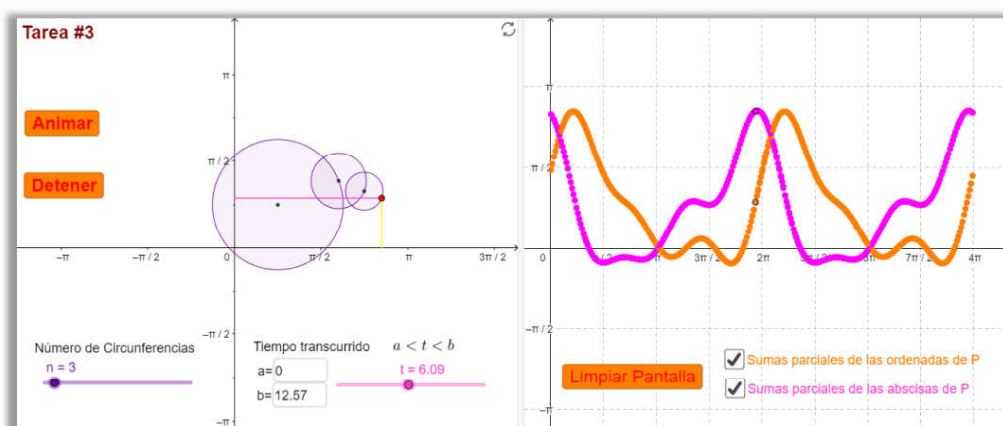 Tarea #3
Animar
Detener
π
π / 2
−π
−π / 2
0
π / 2
π
3π / 2
−π / 2
−π
Número de Circunferencias
n = 3
Tiempo transcurrido a < t < b
a= 0
b= 12.57
t = 6.09
π
π / 2
0
π
3π / 2
2π
7π / 2
4π
−π / 2
−π
Limpiar Pantalla
Sumas parciales de las ordenadas de P
Sumas parciales de las abscisas de P